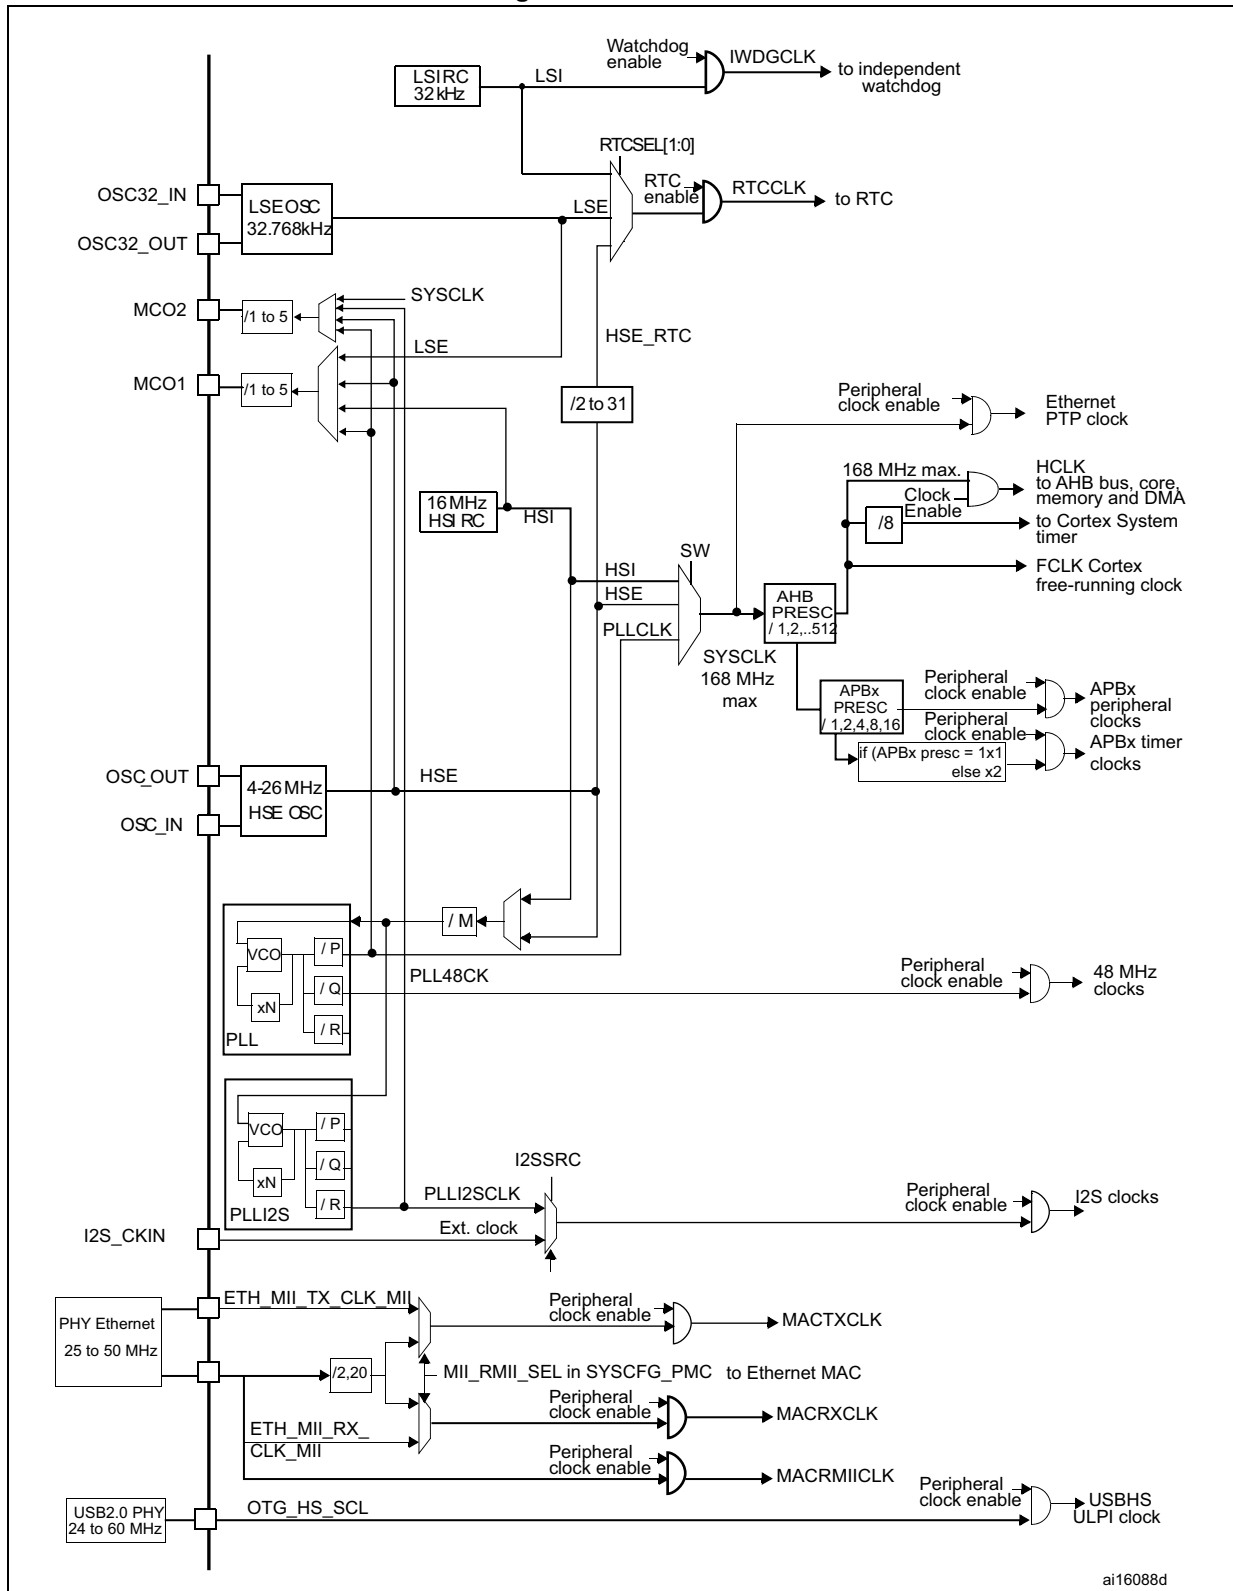 Watchdog
enable
IWDGCLK
to independent
watchdog
LSI RC
32 kHz
LSI
RTCSEL[1:0]
OSC32_IN
OSC32_OUT
LSE OSC
32.768kHz
LSE
RTC
enable
RTCCLK
to RTC
MCO2
/1 to 5
SYSCLK
HSE_RTC
LSE
MCO1
/1 to 5
/2 to 31
Peripheral
clock enable
Ethernet
PTP clock
16 MHz
HSI RC
HSI
168 MHz max.
Clock
Enable
HCLK
to AHB bus, core,
memory and DMA
/8
to Cortex System
timer
FCLK Cortex
free-running clock
SW
HSI
HSE
PLLCLK
SYSCLK
168 MHz
max
AHB
PRESC
/ 1,2,..512
APBx
PRESC
/ 1,2,4,8,16
Peripheral
clock enable
APBx
peripheral
clocks
Peripheral
clock enable
if (APBx presc = 1x1
else x2
APBx timer
clocks
OSC_OUT
OSC_IN
4-26 MHz
HSE OSC
HSE
/ M
VCO
xN
/ P
/ Q
/ R
PLL
PLL48CK
Peripheral
clock enable
48 MHz
clocks
VCO
xN
/ P
/ Q
/ R
PLLI2S
I2SSRC
PLLI2SCLK
Ext. clock
I2S_CKIN
Peripheral
clock enable
I2S clocks
PHY Ethernet
25 to 50 MHz
ETH_MII_TX_CLK_MII
Peripheral
clock enable
MACTXCLK
/2,20
MII_RMII_SEL in SYSCFG_PMC
to Ethernet MAC
ETH_MII_RX_
CLK_MII
Peripheral
clock enable
MACRXCLK
Peripheral
clock enable
MACRMIICLK
USB2.0 PHY
24 to 60 MHz
OTG_HS_SCL
Peripheral
clock enable
USBHS
ULPI clock
ai16088d